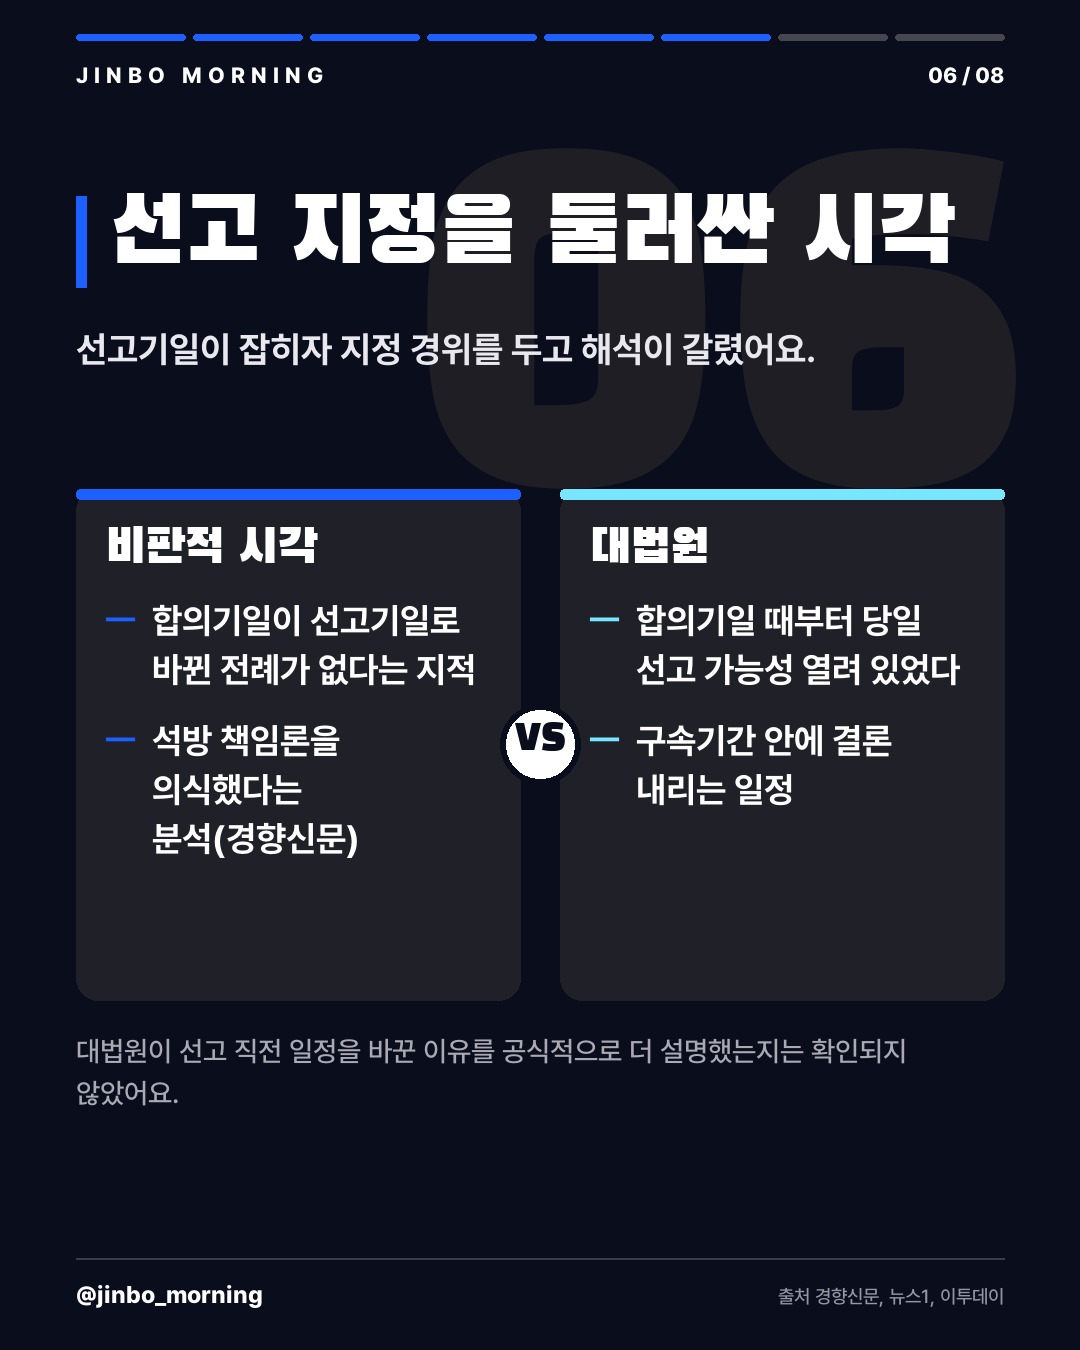 JINBO MORNING
06 / 08
06
선고 지정을 둘러싼 시각
선고기일이 잡히자 지정 경위를 두고 해석이 갈렸어요.
비판적 시각
— 합의기일이 선고기일로
바뀐 전례가 없다는 지적
— 석방 책임론을
의식했다는
분석(경향신문)
VS
대법원
— 합의기일 때부터 당일
선고 가능성 열려 있었다
— 구속기간 안에 결론
내리는 일정
대법원이 선고 직전 일정을 바꾼 이유를 공식적으로 더 설명했는지는 확인되지
않았어요.
@jinbo_morning
출처 경향신문, 뉴스1, 이투데이